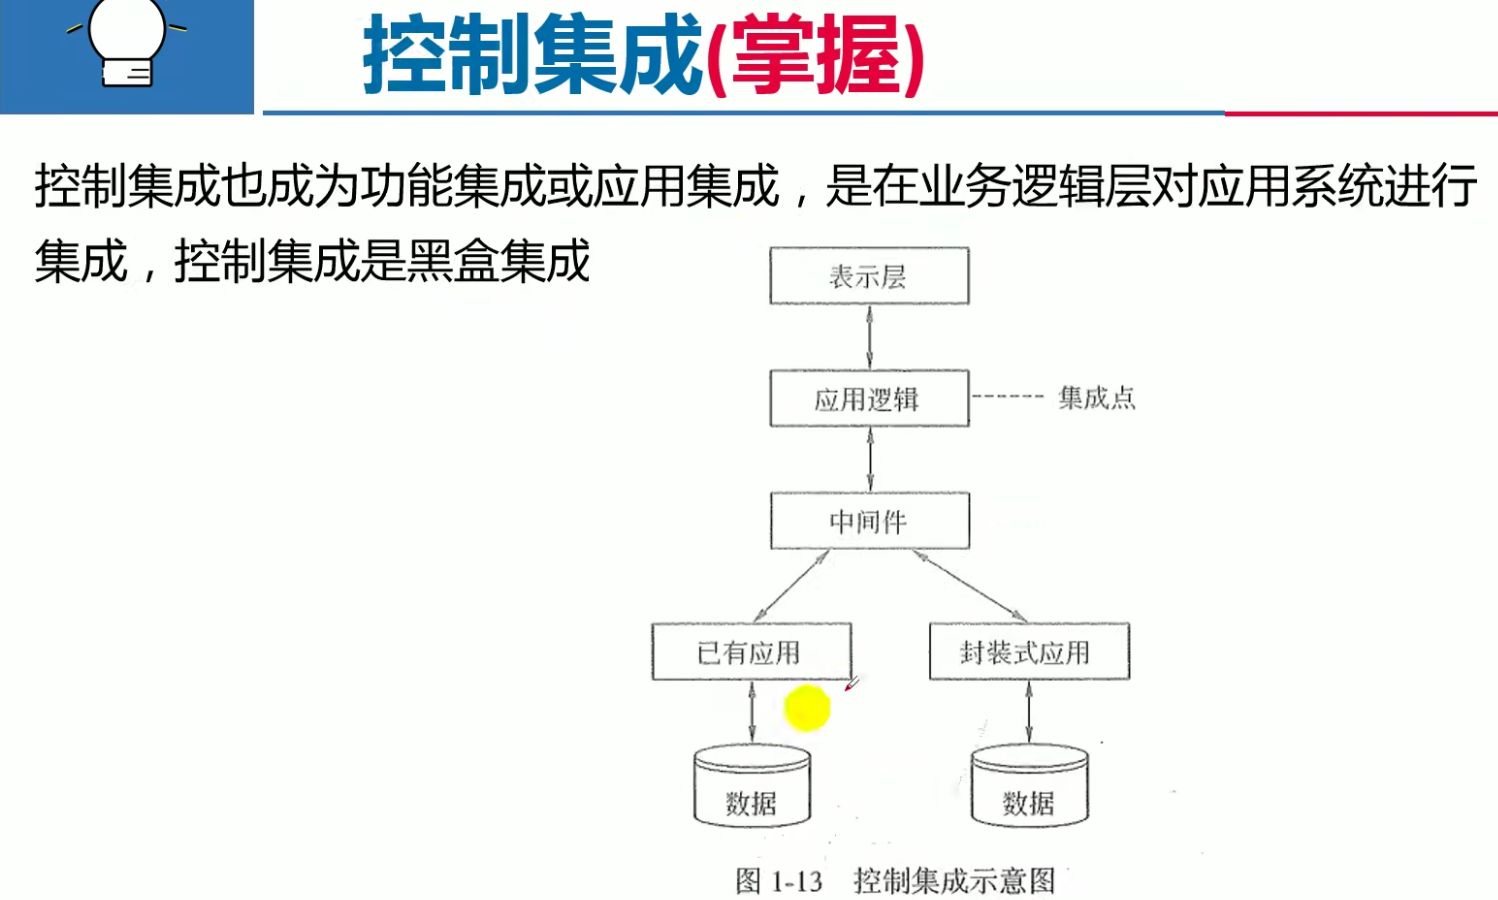 控制集成(掌握)
控制集成也成为功能集成或应用集成，是在业务逻辑层对应用系统进行
集成，控制集成是黑盒集成
表示层
应用逻辑
集成点
中间件
已有应用
封装式应用
数据
数据
图 1-13 控制集成示意图